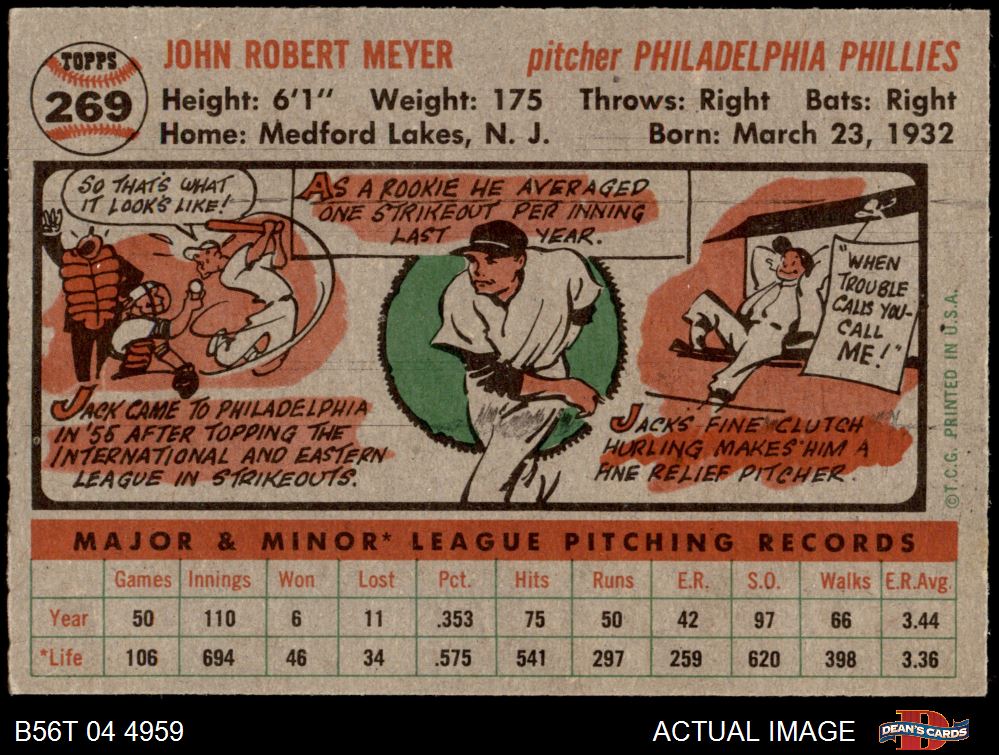 TOPPS
269
JOHN ROBERT MEYER pitcher PHILADELPHIA PHILLIES
Height: 6'1" Weight: 175 Throws: Right Bats: Right
Home: Medford Lakes, N. J. Born: March 23, 1932
SO THAT'S WHAT
IT LOOKS LIKE!
AS A ROOKIE HE AVERAGED
ONE STRIKEOUT PER INNING
LAST YEAR.
"WHEN
TROUBLE
CALLS YOU-
CALL
ME!"
JACK CAME TO PHILADELPHIA
IN '55 AFTER TOPPING THE
INTERNATIONAL AND EASTERN
LEAGUE IN STRIKEOUTS.
JACK'S FINE CLUTCH
HURLING MAKES HIM A
FINE RELIEF PITCHER.
©T.C.G. PRINTED IN U.S.A.
MAJOR & MINOR* LEAGUE PITCHING RECORDS
Games Innings Won Lost Pct. Hits Runs E.R. S.O. Walks E.R.Avg.
Year 50 110 6 11 .353 75 50 42 97 66 3.44
*Life 106 694 46 34 .575 541 297 259 620 398 3.36
B56T 04 4959 ACTUAL IMAGE DEAN'S CARDS